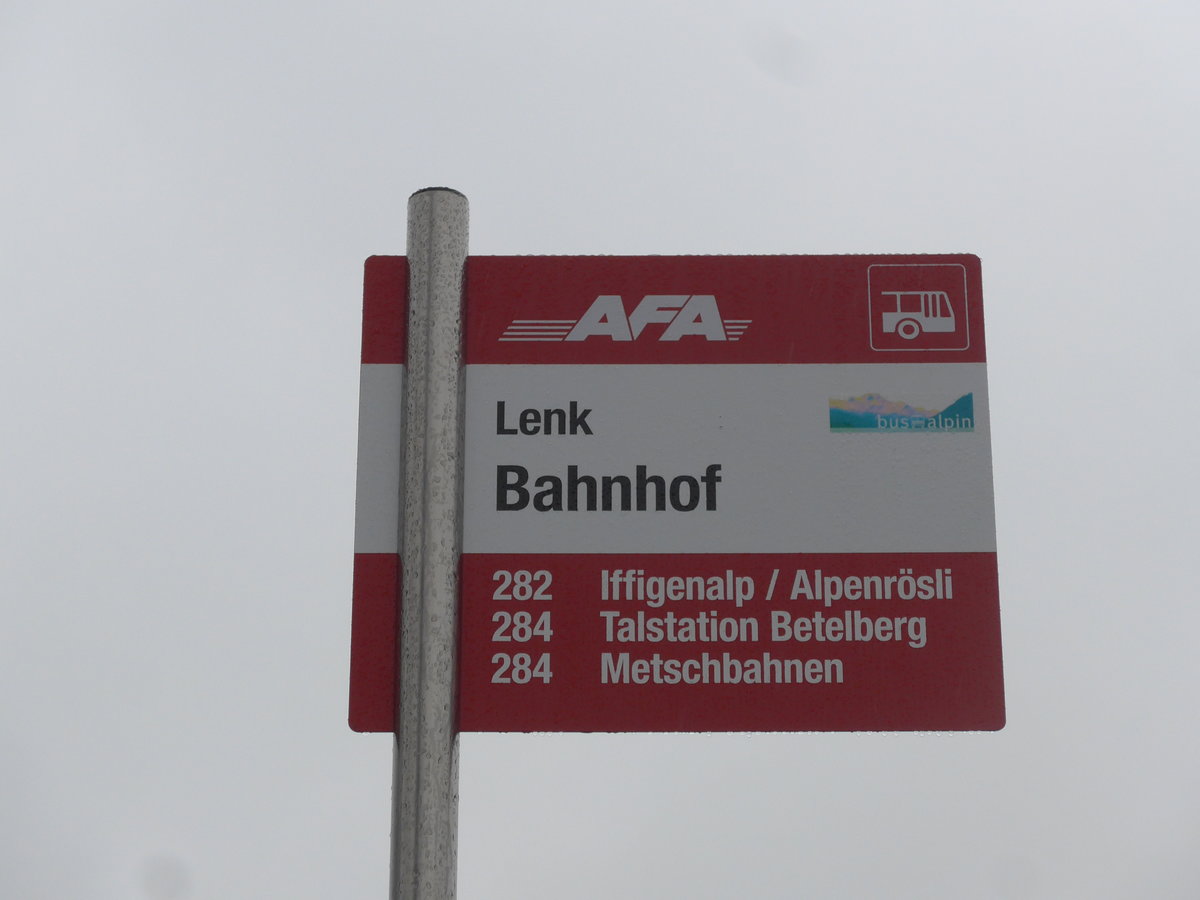 AFA
Lenk
bus alpin
Bahnhof
282 Iffigenalp / Alpenrösli
284 Talstation Betelberg
284 Metschbahnen